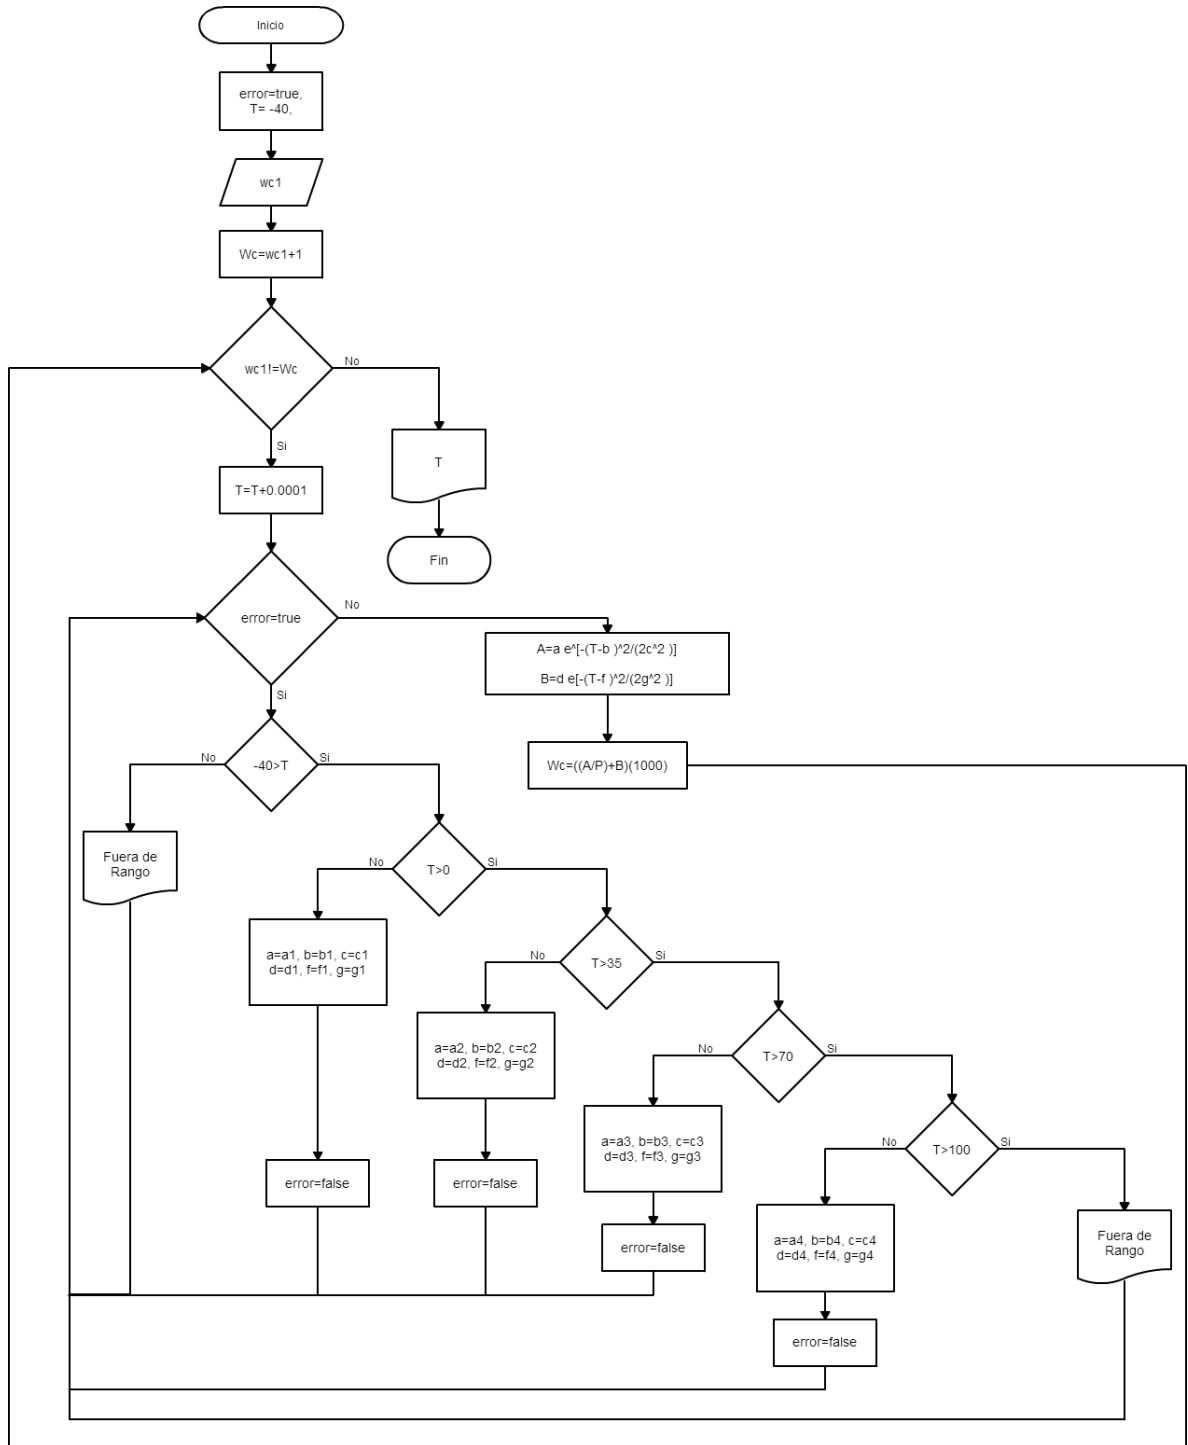 Inicio
error=true,
T= -40,
wc1
Wc=wc1+1
wc1!=Wc
No
Si
T
T=T+0.0001
Fin
error=true
No
Si
A=a e^[-(T-b )^2/(2c^2 )]
B=d e[-(T-f )^2/(2g^2 )]
Wc=((A/P)+B)(1000)
-40>T
No
Si
Fuera de
Rango
T>0
No
Si
a=a1, b=b1, c=c1
d=d1, f=f1, g=g1
T>35
No
Si
a=a2, b=b2, c=c2
d=d2, f=f2, g=g2
T>70
No
Si
a=a3, b=b3, c=c3
d=d3, f=f3, g=g3
T>100
No
Si
error=false
error=false
error=false
a=a4, b=b4, c=c4
d=d4, f=f4, g=g4
Fuera de
Rango
error=false